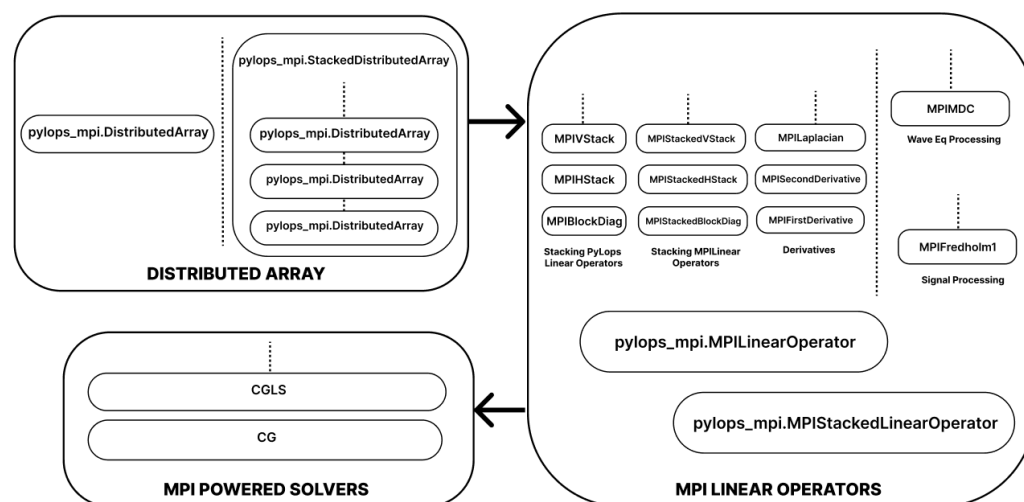 pylops_mpi.DistributedArray
pylops_mpi.StackedDistributedArray
pylops_mpi.DistributedArray
pylops_mpi.DistributedArray
pylops_mpi.DistributedArray
DISTRIBUTED ARRAY
MPIVStack
MPIHStack
MPIBlockDiag
Stacking PyLops
Linear Operators
MPIStackedVStack
MPIStackedHStack
MPIStackedBlockDiag
Stacking MPILinear
Operators
MPILaplacian
MPISecondDerivative
MPIFirstDerivative
Derivatives
MPIMDC
Wave Eq Processing
MPIFredholm1
Signal Processing
pylops_mpi.MPILinearOperator
pylops_mpi.MPIStackedLinearOperator
MPI LINEAR OPERATORS
CGLS
CG
MPI POWERED SOLVERS